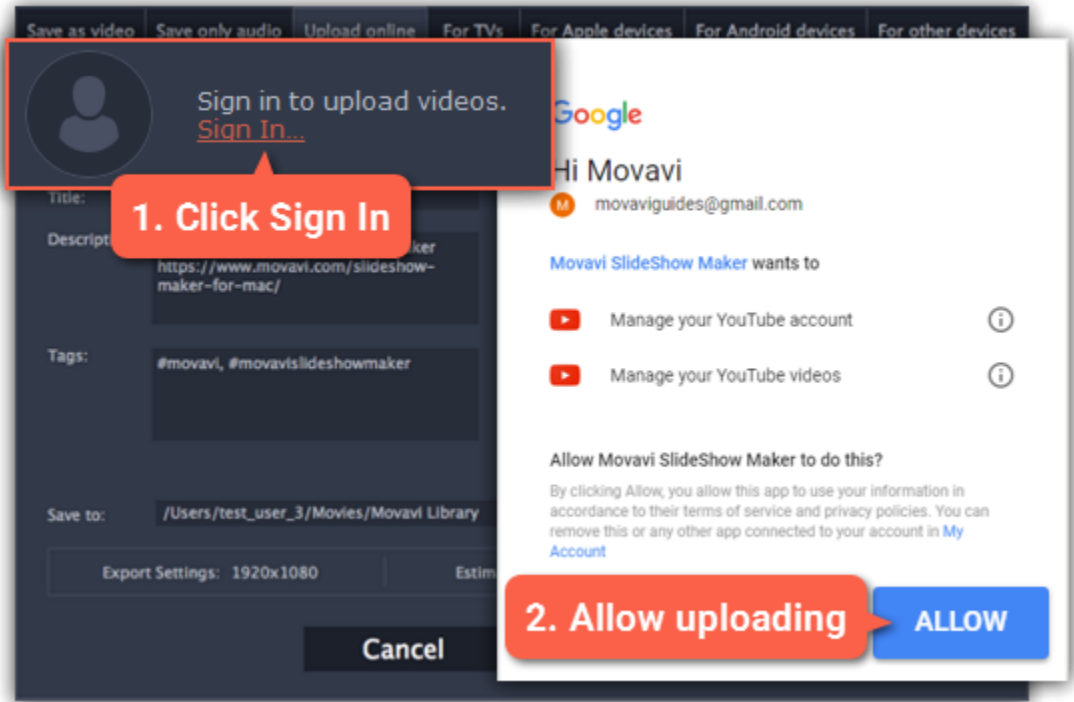 Save as video Save only audio Upload online For TVs For Apple devices For Android devices For other devices
Sign in to upload videos.
Sign In...
1. Click Sign In
Title:
Description
https://www.movavi.com/slideshow-
maker-for-mac/
Tags:
#movavi, #movavislideshowmaker
Save to:
/Users/test_user_3/Movies/Movavi Library
Export Settings: 1920x1080
Cancel
Google
Hi Movavi
M movaviguides@gmail.com
Movavi SlideShow Maker wants to
Manage your YouTube account
Manage your YouTube videos
Allow Movavi SlideShow Maker to do this?
By clicking Allow, you allow this app to use your information in
accordance to their terms of service and privacy policies. You can
remove this or any other app connected to your account in My
Account
2. Allow uploading
ALLOW